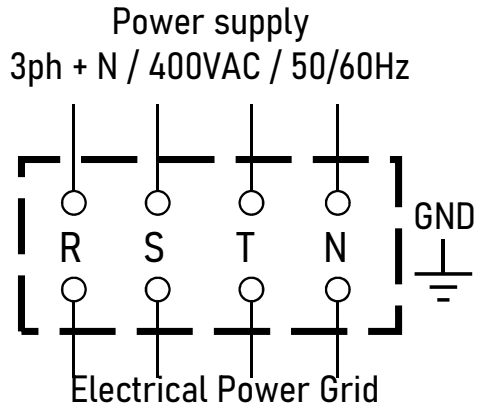 Power supply
3ph + N / 400VAC / 50/60Hz
GND
R S T N
Electrical Power Grid